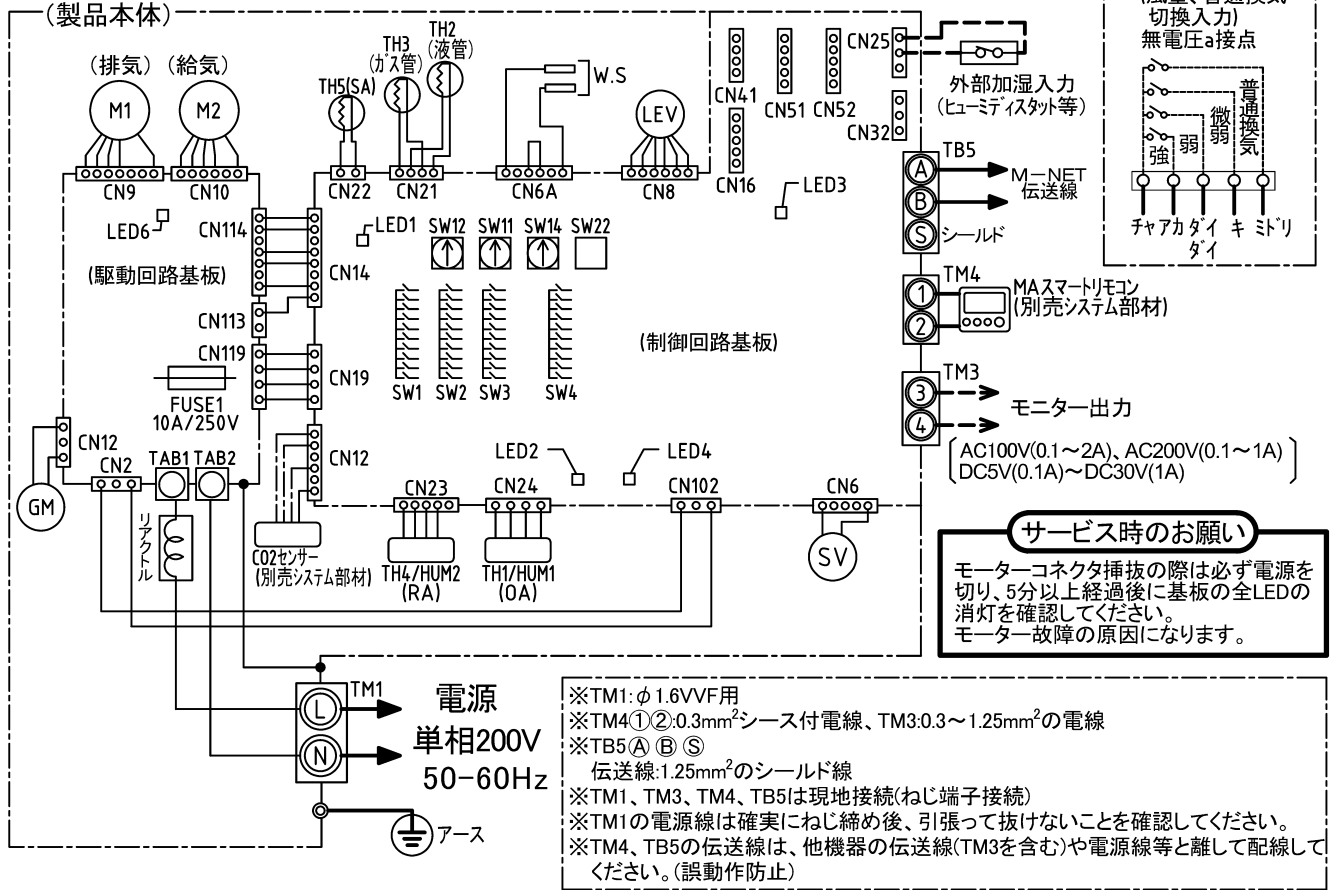 (製品本体)
(排気)
(給気)
M1
M2
CN9
CN10
LED6
CN114
(駆動回路基板)
CN113
CN119
FUSE1
10A/250V
CN12
CN2
TAB1
TAB2
GM
リアクトル
TH5(SA)
TH3
(ガス管)
TH2
(液管)
W.S
LEV
CN22
CN21
CN6A
CN8
LED1
CN14
SW12
SW11
SW14
SW22
CN19
SW1
SW2
SW3
SW4
(制御回路基板)
CN41
CN51
CN52
CN25
CN32
CN16
LED3
外部加湿入力
(ヒューミディスタット等)
切換入力)
無電圧a接点
強
弱
微弱
普通換気
チャ
アカ
ダイ
ダイ
キ
ミドリ
TB5
A
B
S
M-NET
伝送線
シールド
TM4
1
2
MAスマートリモコン
(別売システム部材)
TM3
3
4
モニター出力
AC100V(0.1~2A)、AC200V(0.1~1A)
DC5V(0.1A)~DC30V(1A)
CN12
CO2センサー
(別売システム部材)
CN23
TH4/HUM2
(RA)
CN24
TH1/HUM1
(OA)
LED2
LED4
CN102
CN6
SV
サービス時のお願い
モーターコネクタ挿抜の際は必ず電源を
切り、5分以上経過後に基板の全LEDの
消灯を確認してください。
モーター故障の原因になります。
TM1
L
N
電源
単相200V
50-60Hz
アース
※TM1:φ1.6VVF用
※TM4①②:0.3mm²シース付電線、TM3:0.3~1.25mm²の電線
※TB5Ⓐ Ⓑ Ⓢ
伝送線:1.25mm²のシールド線
※TM1、TM3、TM4、TB5は現地接続(ねじ端子接続)
※TM1の電源線は確実にねじ締め後、引張って抜けないことを確認してください。
※TM4、TB5の伝送線は、他機器の伝送線(TM3を含む)や電源線等と離して配線して
ください。(誤動作防止)